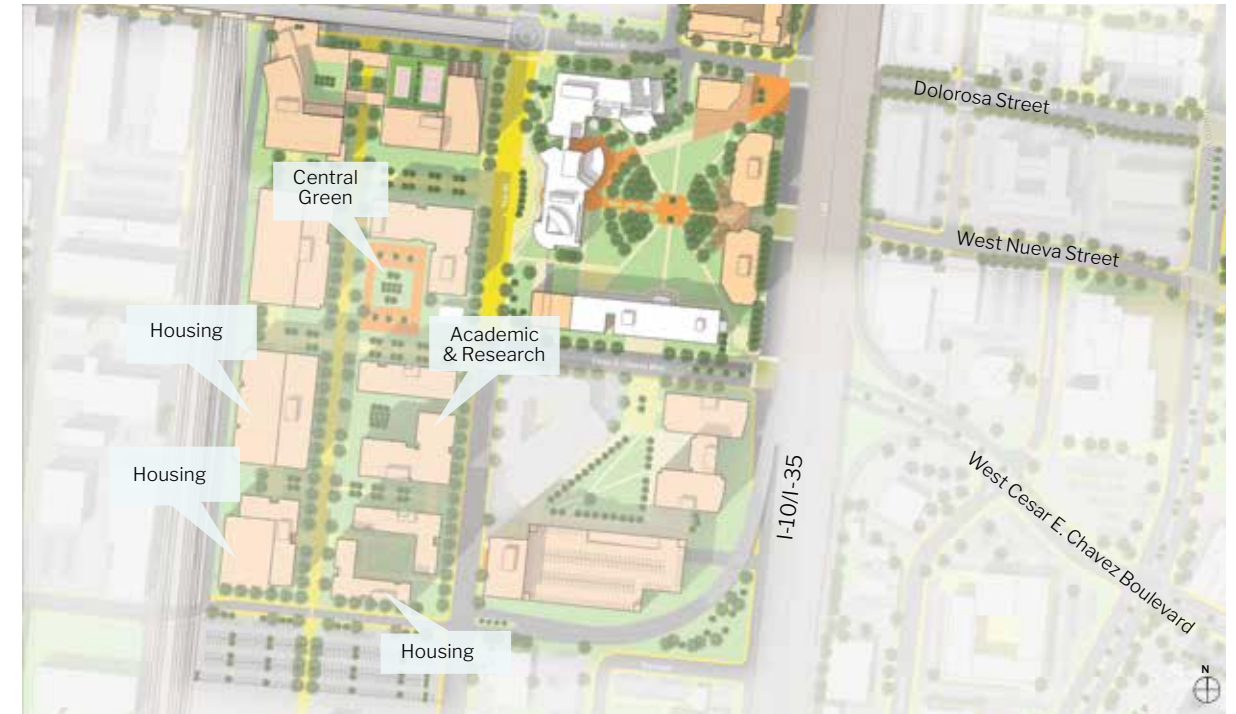 Dolorosa Street
Central
Green
West Nueva Street
Housing
Academic
& Research
Housing
I-10/I-35
West Cesar E. Chavez Boulevard
Housing
N